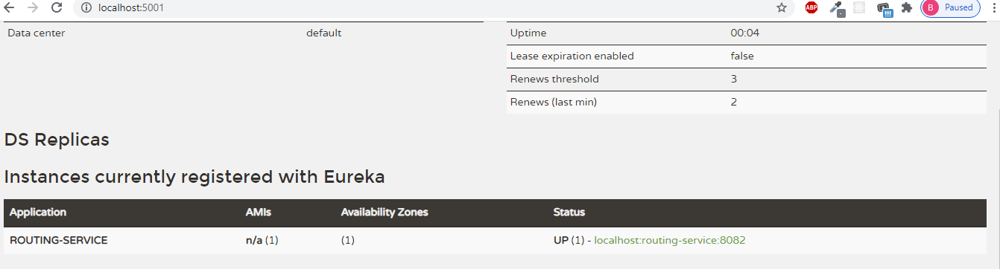 localhost:5001
ABP
B Paused
Data center default
Uptime 00:04
Lease expiration enabled false
Renews threshold 3
Renews (last min) 2
DS Replicas
Instances currently registered with Eureka
Application AMIs Availability Zones Status
ROUTING-SERVICE n/a (1) (1) UP (1) - localhost:routing-service:8082